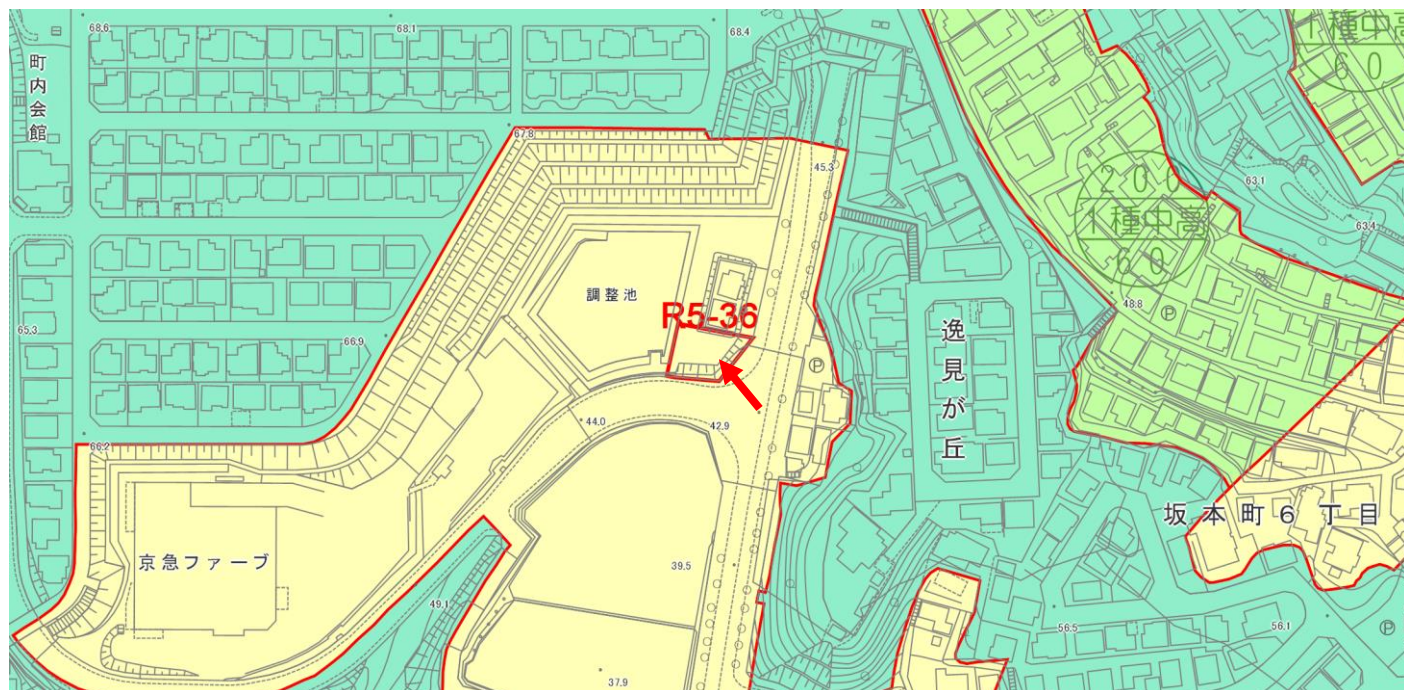 68.6
68.1
68.4
1種中高
60
町内会館
67.8
45.3
200
1種中高
60
63.1
63.4
調整池
R5-36
48.8
P
65.3
66.9
逸見が丘
P
44.0
42.9
66.2
坂本町6丁目
京急ファーブ
39.5
49.1
56.5
56.1
P
37.9